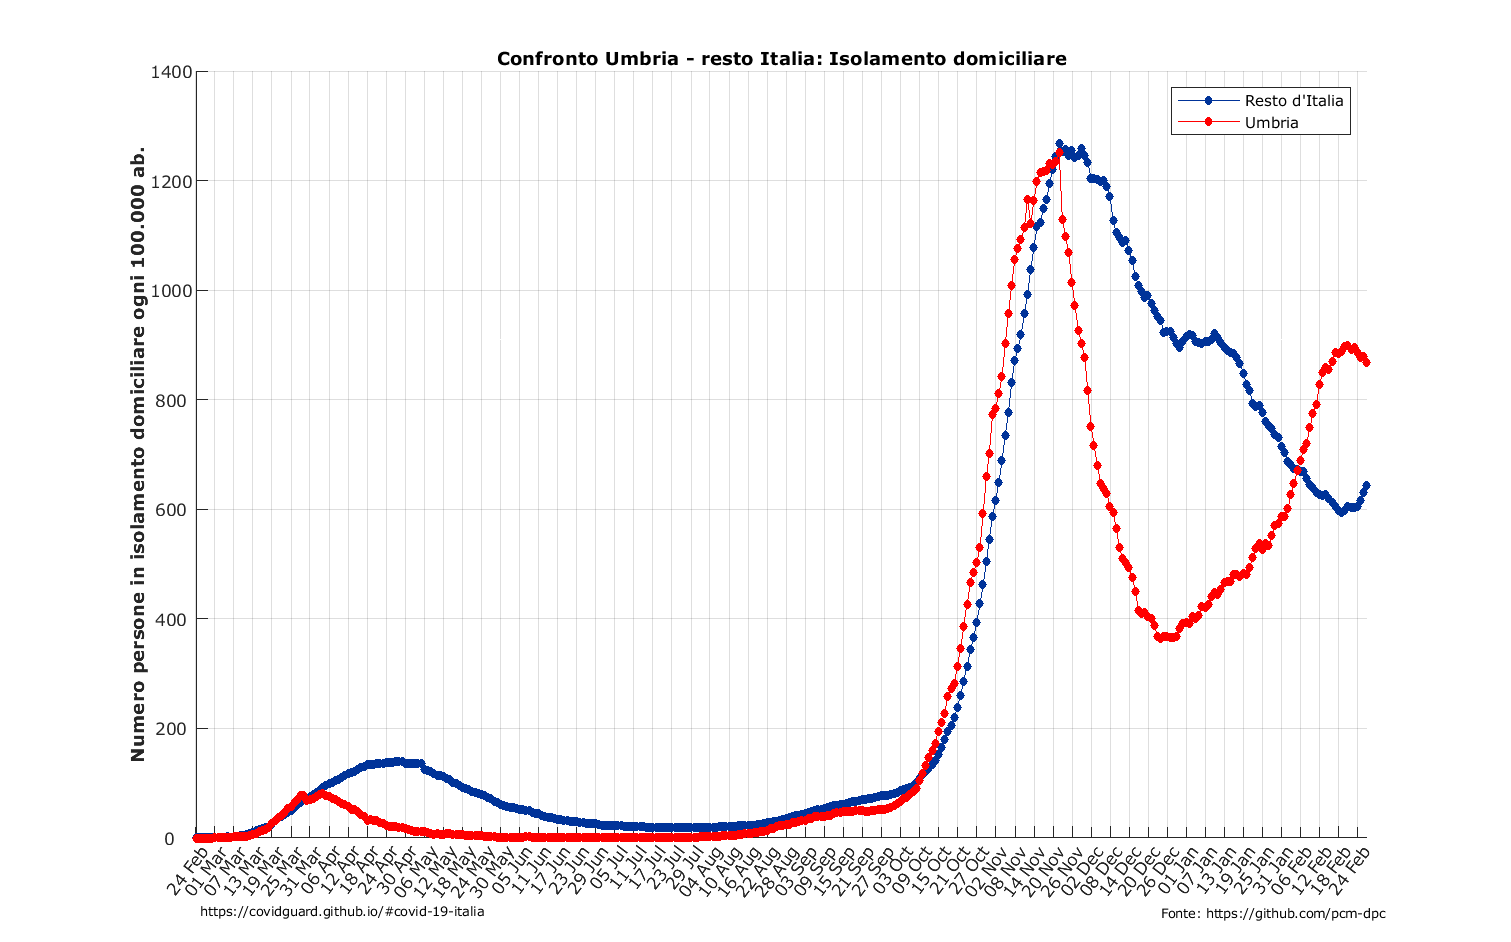 Confronto Umbria - resto Italia: Isolamento domiciliare
Numero persone in isolamento domiciliare ogni 100.000 ab.
1400
1200
1000
800
600
400
200
0
Resto d'Italia
Umbria
24 Feb
01 Mar
07 Mar
13 Mar
19 Mar
25 Mar
31 Mar
06 Apr
12 Apr
18 Apr
24 Apr
30 Apr
06 May
12 May
18 May
24 May
30 May
05 Jun
11 Jun
17 Jun
23 Jun
29 Jul
05 Jul
11 Jul
17 Jul
23 Jul
29 Jul
04 Aug
10 Aug
16 Aug
22 Aug
28 Aug
03 Sep
09 Sep
15 Sep
21 Sep
27 Sep
03 Oct
09 Oct
15 Oct
21 Oct
27 Oct
02 Nov
08 Nov
14 Nov
20 Nov
26 Nov
02 Dec
08 Dec
14 Dec
20 Dec
26 Dec
01 Jan
07 Jan
13 Jan
19 Jan
25 Jan
31 Jan
06 Feb
12 Feb
18 Feb
24 Feb
https://covidguard.github.io/#covid-19-italia
Fonte: https://github.com/pcm-dpc